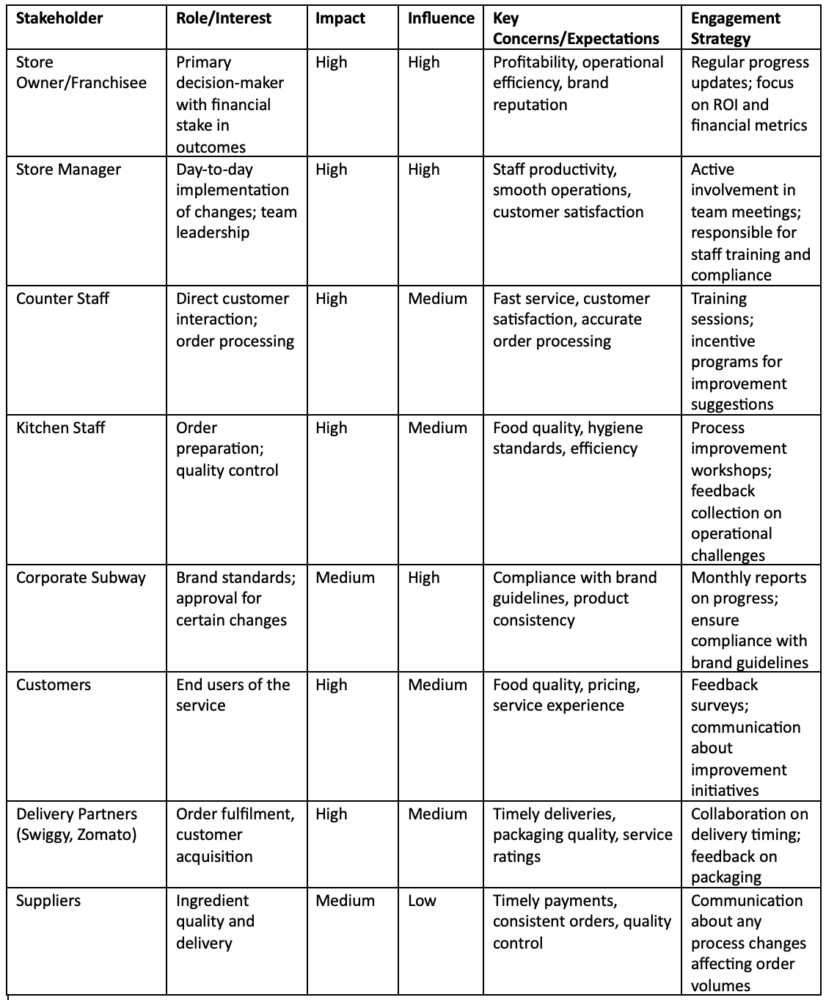 Stakeholder
Role/Interest
Impact
Influence
Key
Concerns/Expectations
Engagement
Strategy
Store
Owner/Franchisee
Primary
decision-maker
with financial
stake in
outcomes
High
High
Profitability, operational
efficiency, brand
reputation
Regular progress
updates; focus
on ROI and
financial metrics
Store Manager
Day-to-day
implementation
of changes; team
leadership
High
High
Staff productivity,
smooth operations,
customer satisfaction
Active
involvement in
team meetings;
responsible for
staff training and
compliance
Counter Staff
Direct customer
interaction;
order processing
High
Medium
Fast service, customer
satisfaction, accurate
order processing
Training
sessions;
incentive
programs for
improvement
suggestions
Kitchen Staff
Order
preparation;
quality control
High
Medium
Food quality, hygiene
standards, efficiency
Process
improvement
workshops;
feedback
collection on
operational
challenges
Corporate Subway
Brand standards;
approval for
certain changes
Medium
High
Compliance with brand
guidelines, product
consistency
Monthly reports
on progress;
ensure
compliance with
brand guidelines
Customers
End users of the
service
High
Medium
Food quality, pricing,
service experience
Feedback
surveys;
communication
about
improvement
initiatives
Delivery Partners
(Swiggy, Zomato)
Order fulfilment,
customer
acquisition
High
Medium
Timely deliveries,
packaging quality, service
ratings
Collaboration on
delivery timing;
feedback on
packaging
Suppliers
Ingredient
quality and
delivery
Medium
Low
Timely payments,
consistent orders, quality
control
Communication
about any
process changes
affecting order
volumes